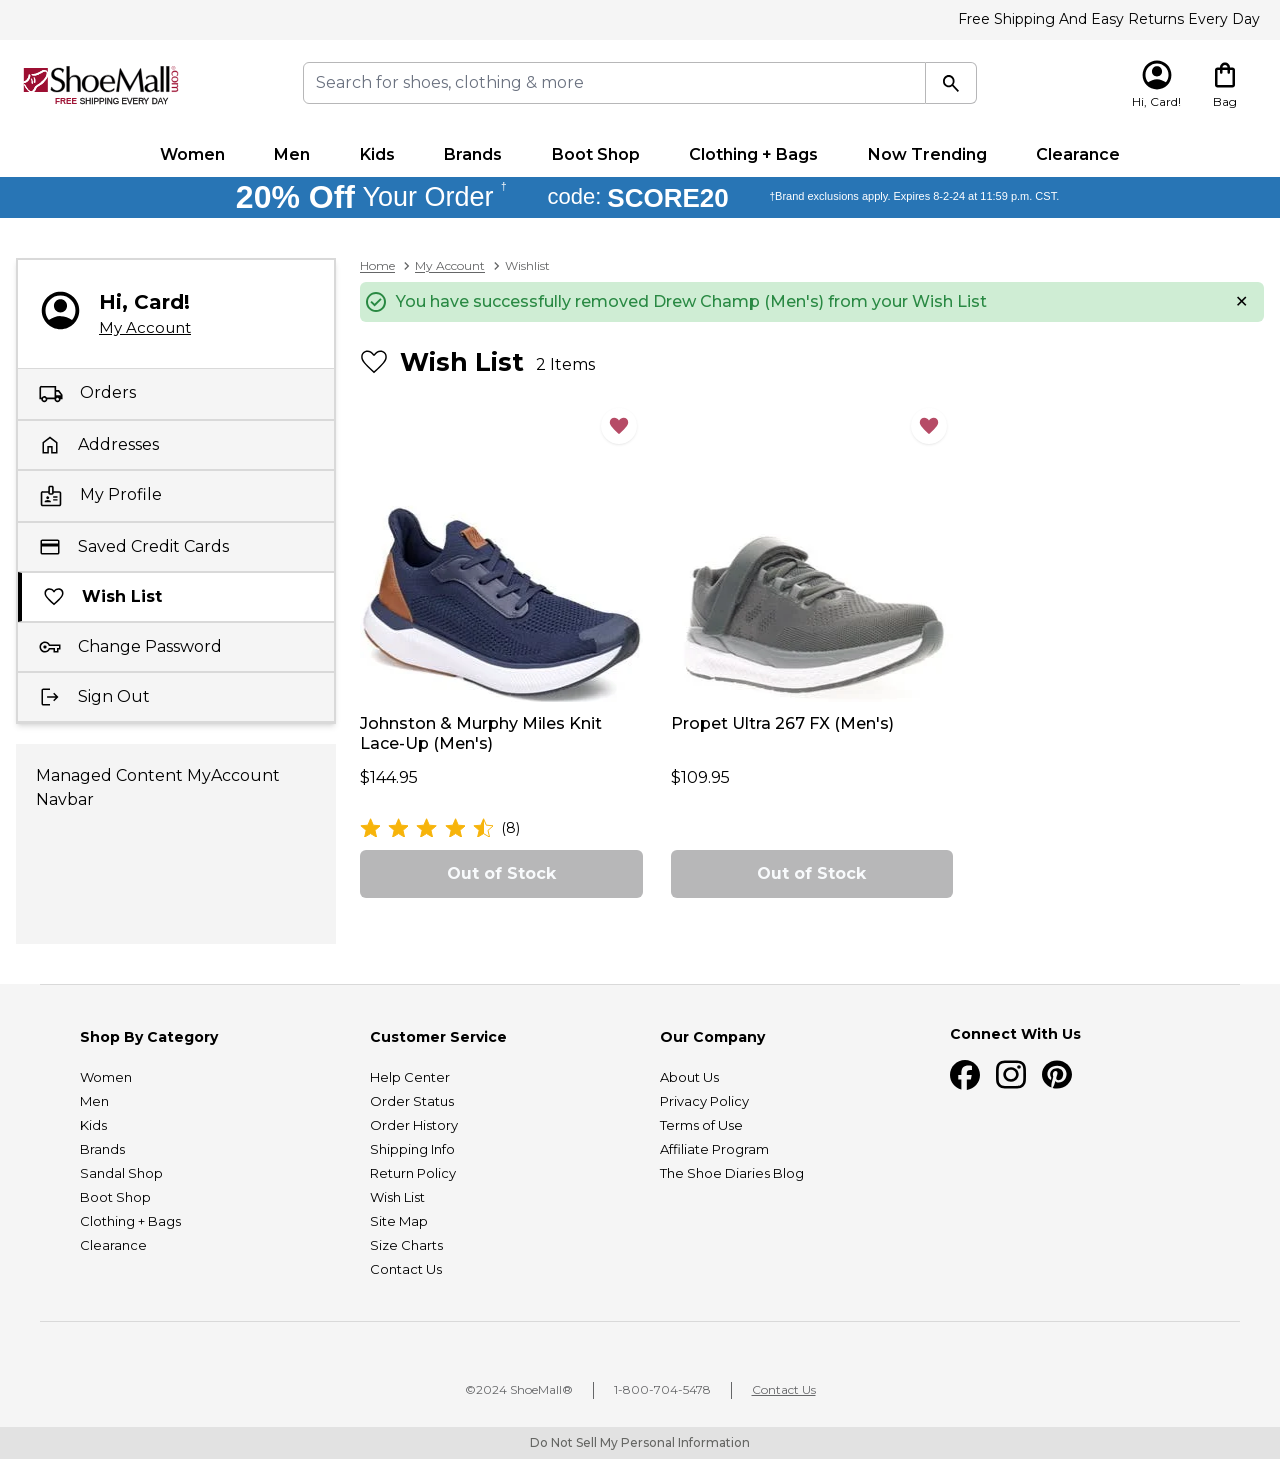 Free Shipping And Easy Returns Every Day
ShoeMall.com®
FREE SHIPPING EVERY DAY
Search for shoes, clothing & more
Hi, Card!
Bag
Women Men Kids Brands Boot Shop Clothing + Bags Now Trending Clearance
20% Off Your Order † code: SCORE20 †Brand exclusions apply. Expires 8-2-24 at 11:59 p.m. CST.
Hi, Card!
My Account
Orders
Addresses
My Profile
Saved Credit Cards
Wish List
Change Password
Sign Out
Managed Content MyAccount
Navbar
Home > My Account > Wishlist
You have successfully removed Drew Champ (Men's) from your Wish List ×
Wish List 2 Items
Johnston & Murphy Miles Knit
Lace-Up (Men's)
$144.95
(8)
Out of Stock
Propet Ultra 267 FX (Men's)
$109.95
Out of Stock
Shop By Category
Women
Men
Kids
Brands
Sandal Shop
Boot Shop
Clothing + Bags
Clearance
Customer Service
Help Center
Order Status
Order History
Shipping Info
Return Policy
Wish List
Site Map
Size Charts
Contact Us
Our Company
About Us
Privacy Policy
Terms of Use
Affiliate Program
The Shoe Diaries Blog
Connect With Us
©2024 ShoeMall® | 1-800-704-5478 | Contact Us
Do Not Sell My Personal Information